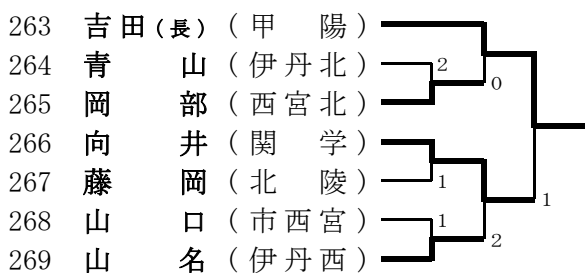 263 吉田(長) (甲陽)
264 青山 (伊丹北) 2
0
265 岡部 (西宮北)
266 向井 (関学)
267 藤岡 (北陵) 1
1
268 山口 (市西宮) 1
2
269 山名 (伊丹西)